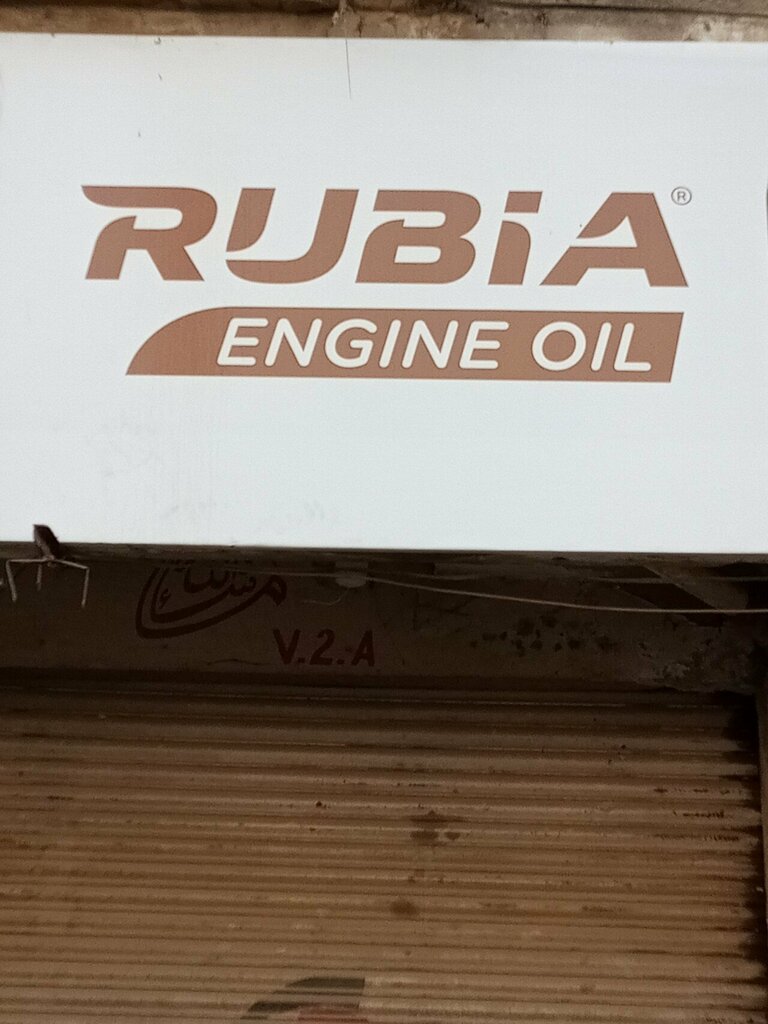 RUBiA®
ENGINE OIL
V.2.A